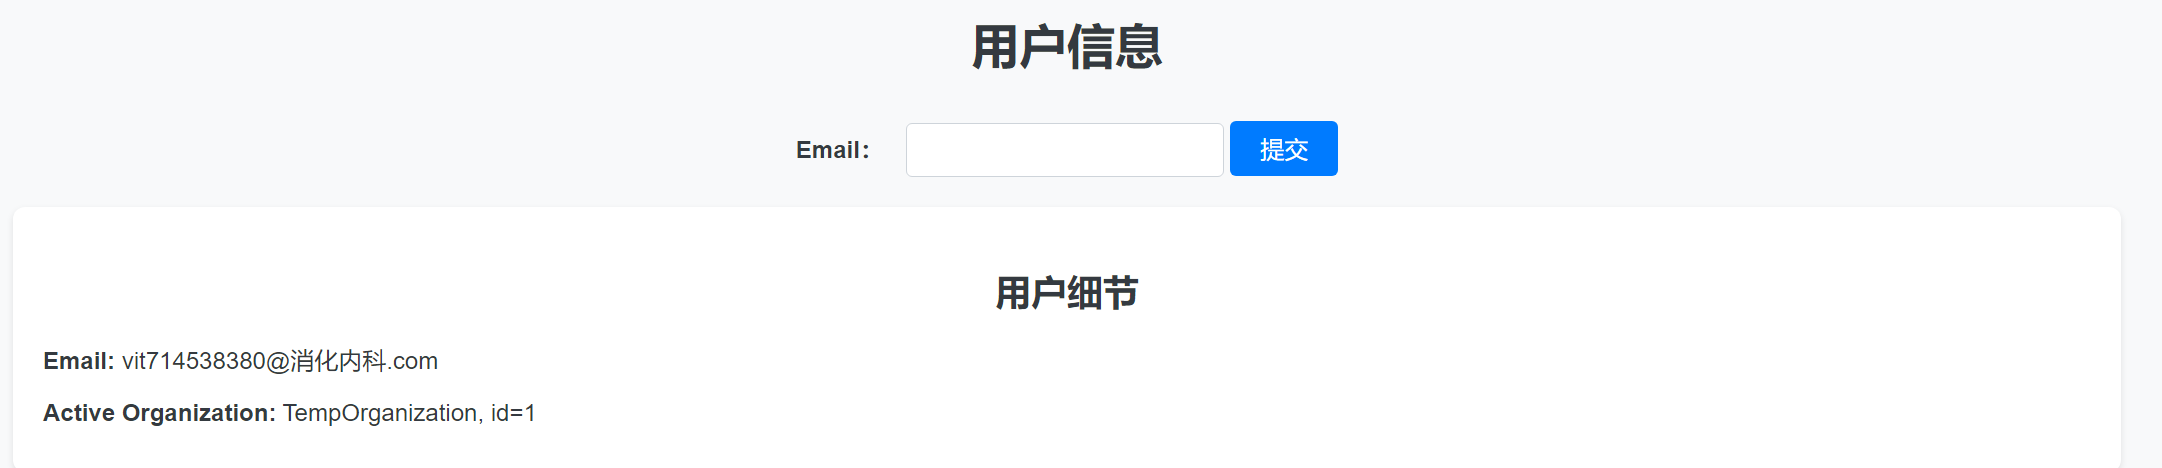 用户信息
Email： 提交
用户细节
Email: vit714538380@消化内科.com
Active Organization: TempOrganization, id=1